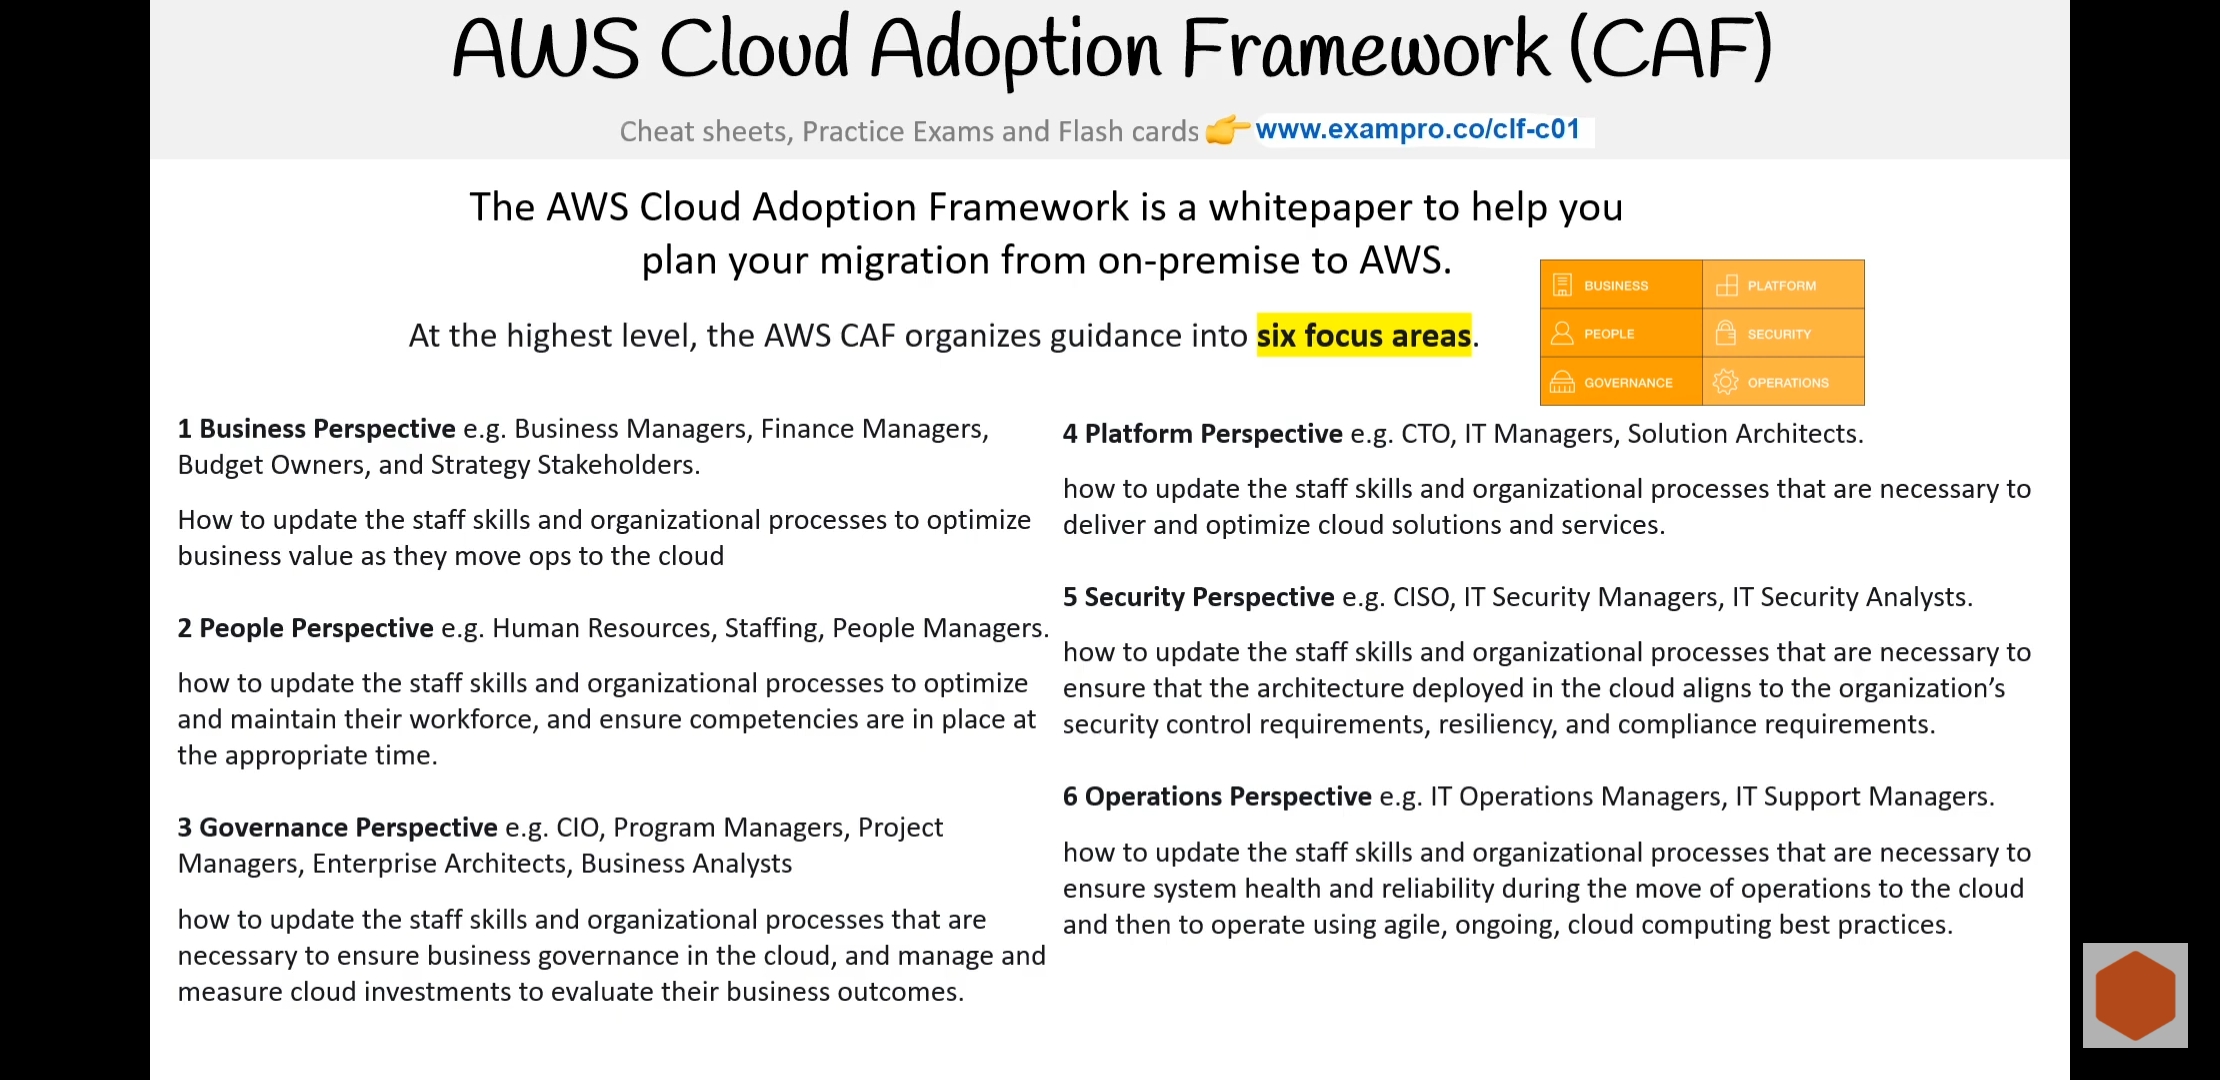 AWS Cloud Adoption Framework (CAF)
Cheat sheets, Practice Exams and Flash cards 👉 www.exampro.co/clf-c01
The AWS Cloud Adoption Framework is a whitepaper to help you
plan your migration from on-premise to AWS.
At the highest level, the AWS CAF organizes guidance into six focus areas.
BUSINESS
PLATFORM
PEOPLE
SECURITY
GOVERNANCE
OPERATIONS
1 Business Perspective e.g. Business Managers, Finance Managers,
Budget Owners, and Strategy Stakeholders.
How to update the staff skills and organizational processes to optimize
business value as they move ops to the cloud
2 People Perspective e.g. Human Resources, Staffing, People Managers.
how to update the staff skills and organizational processes to optimize
and maintain their workforce, and ensure competencies are in place at
the appropriate time.
3 Governance Perspective e.g. CIO, Program Managers, Project
Managers, Enterprise Architects, Business Analysts
how to update the staff skills and organizational processes that are
necessary to ensure business governance in the cloud, and manage and
measure cloud investments to evaluate their business outcomes.
4 Platform Perspective e.g. CTO, IT Managers, Solution Architects.
how to update the staff skills and organizational processes that are necessary to
deliver and optimize cloud solutions and services.
5 Security Perspective e.g. CISO, IT Security Managers, IT Security Analysts.
how to update the staff skills and organizational processes that are necessary to
ensure that the architecture deployed in the cloud aligns to the organization’s
security control requirements, resiliency, and compliance requirements.
6 Operations Perspective e.g. IT Operations Managers, IT Support Managers.
how to update the staff skills and organizational processes that are necessary to
ensure system health and reliability during the move of operations to the cloud
and then to operate using agile, ongoing, cloud computing best practices.